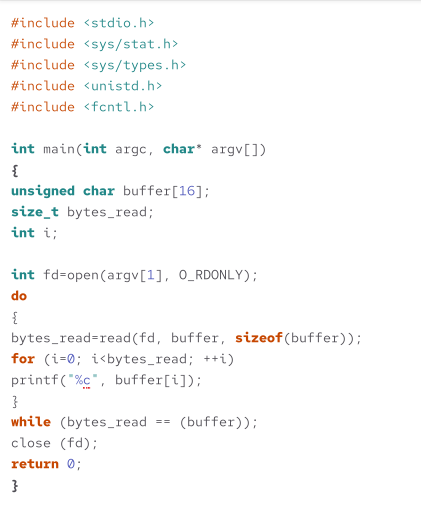 #include <stdio.h>
#include <sys/stat.h>
#include <sys/types.h>
#include <unistd.h>
#include <fcntl.h>
int main(int argc, char* argv[])
{
unsigned char buffer[16];
size_t bytes_read;
int i;
int fd=open(argv[1], O_RDONLY);
do
{
bytes_read=read(fd, buffer, sizeof(buffer));
for (i=0; i<bytes_read; ++i)
printf("%c", buffer[i]);
}
while (bytes_read == (buffer));
close (fd);
return 0;
}